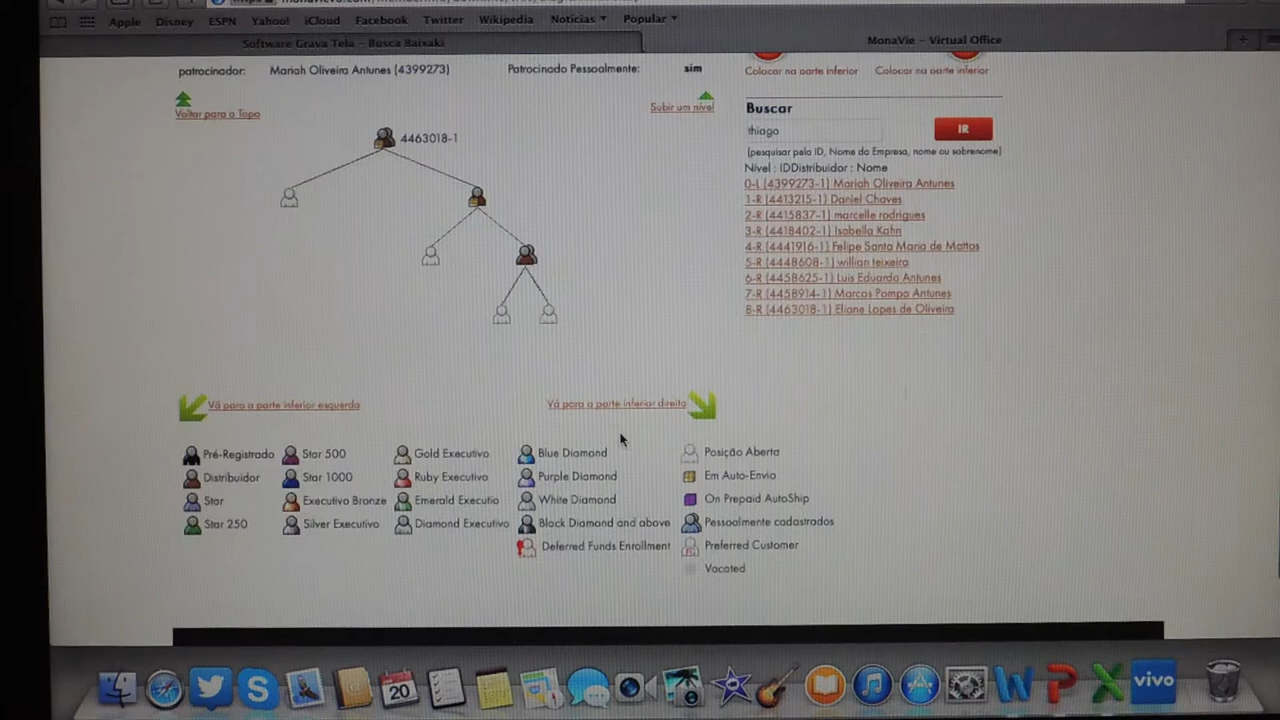 Apple Disney ESPN Yahoo! iCloud Facebook Twitter Wikipedia Notícias Popular
Software Grava Tela – Busca Baixaki
MonaVie – Virtual Office
patrocinador: Mariah Oliveira Antunes (4399273) Patrocinado Pessoalmente: sim
Colocar na parte inferior Colocar na parte inferior
Voltar para o Topo
Subir um nível
4463018-1
Buscar
thiago
IR
(pesquisar pela ID, Nome da Empresa, nome ou sobrenome)
Nível : IDDistribuidor : Nome
0-L (4399273-1) Mariah Oliveira Antunes
1-R (4413215-1) Daniel Chaves
2-R (4415837-1) marcelle rodrigues
3-R (4418402-1) Isabella Kahn
4-R (4441916-1) Felipe Santa Maria de Mattos
5-R (4448608-1) willian teixeira
6-R (4458625-1) Luis Eduardo Antunes
7-R (4458914-1) Marcos Pompo Antunes
8-R (4463018-1) Eliane Lopes de Oliveira
Vá para a parte inferior esquerda
Vá para a parte inferior direita
Pré-Registrado
Distribuidor
Star
Star 250
Star 500
Star 1000
Executivo Bronze
Silver Executivo
Gold Executivo
Ruby Executivo
Emerald Executio
Diamond Executivo
Blue Diamond
Purple Diamond
White Diamond
Black Diamond and above
Deferred Funds Enrollment
Posição Aberta
Em Auto-Envio
On Prepaid AutoShip
Pessoalmente cadastrados
Preferred Customer
Vacated
20
vivo